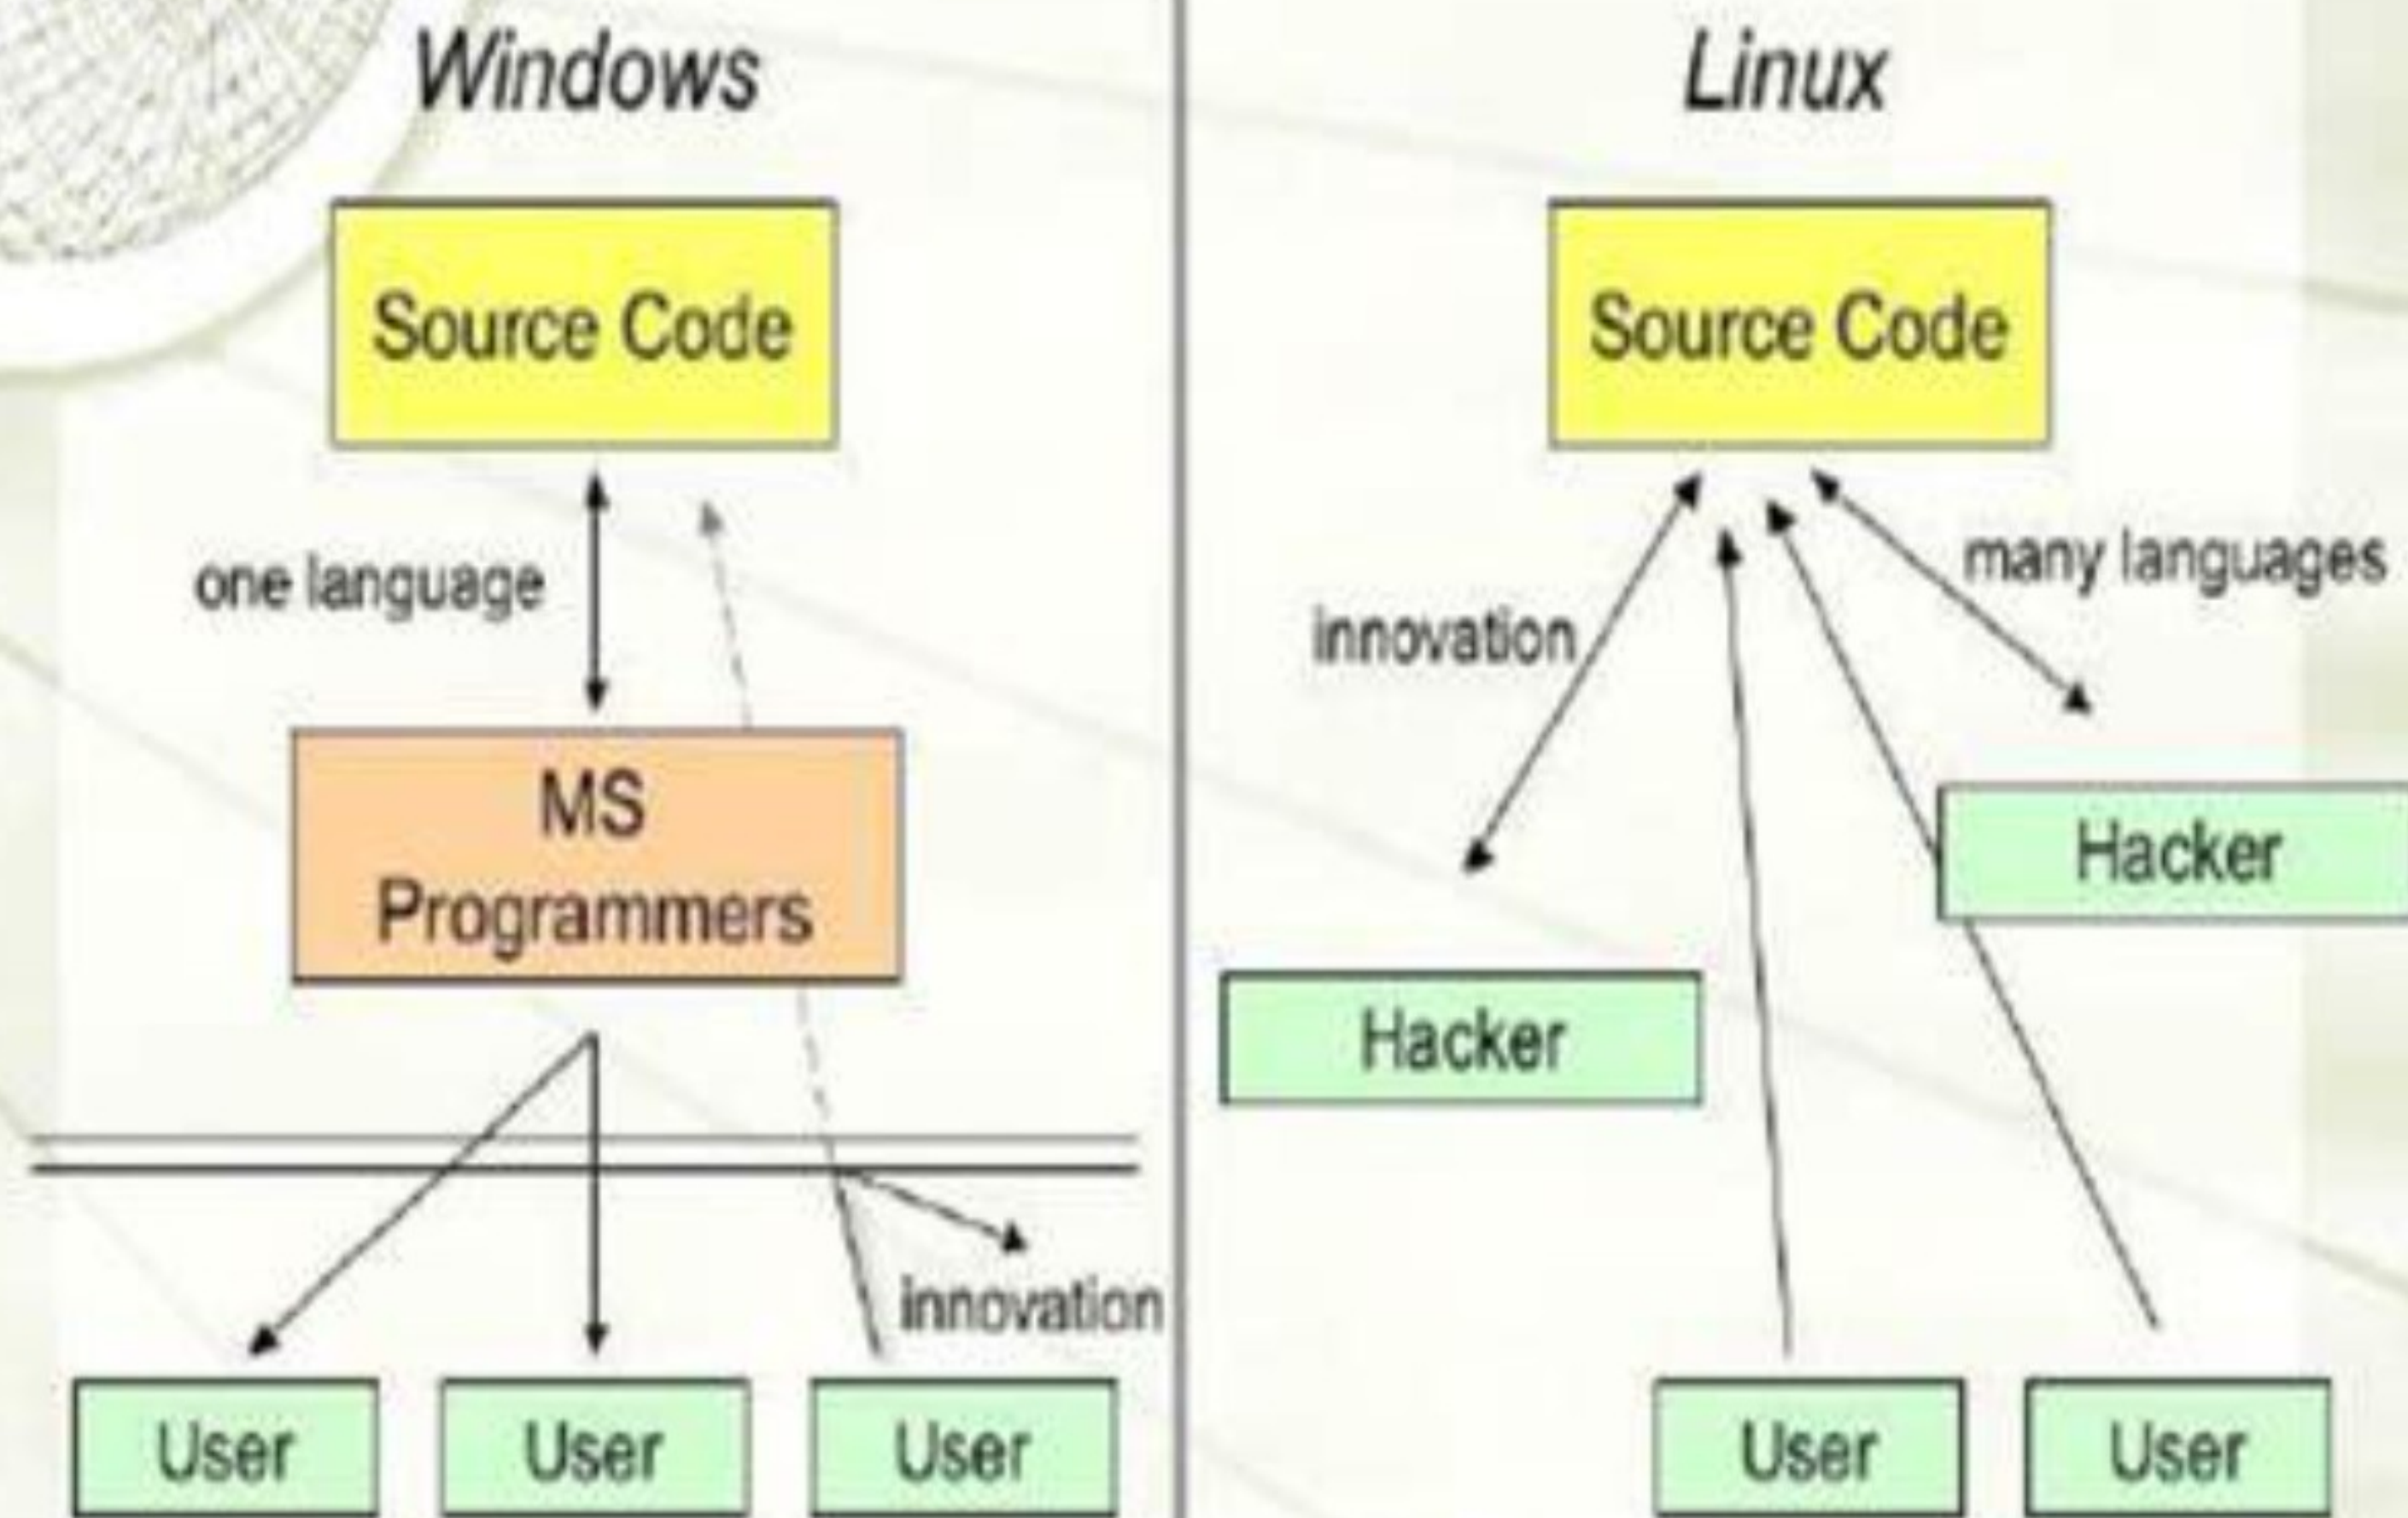 Windows
Source Code
one language
MS
Programmers
innovation
User
User
User
Linux
Source Code
many languages
innovation
Hacker
Hacker
User
User